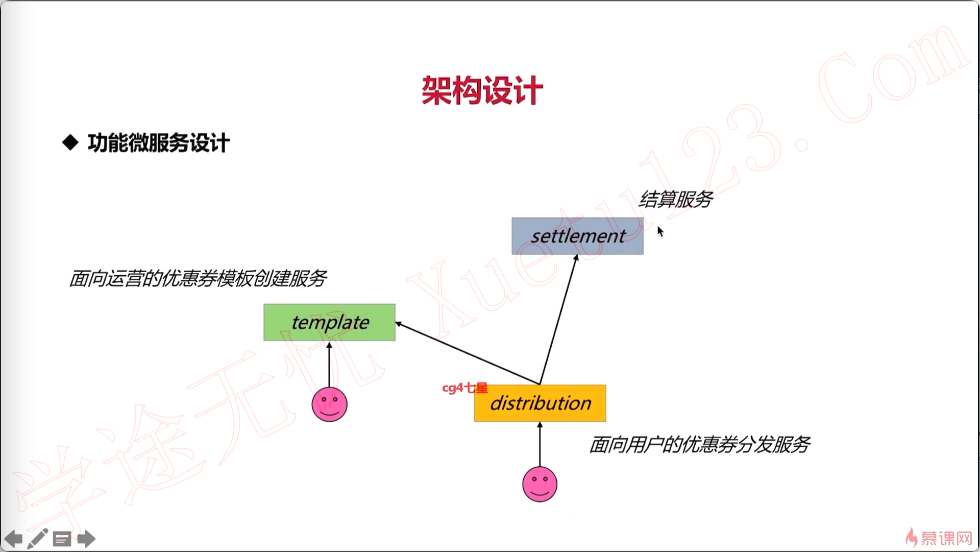 架构设计
◆ 功能微服务设计
结算服务
settlement
面向运营的优惠券模板创建服务
template
cg4七星
distribution
面向用户的优惠券分发服务
学途无忧 Xuetu123.Com
慕课网